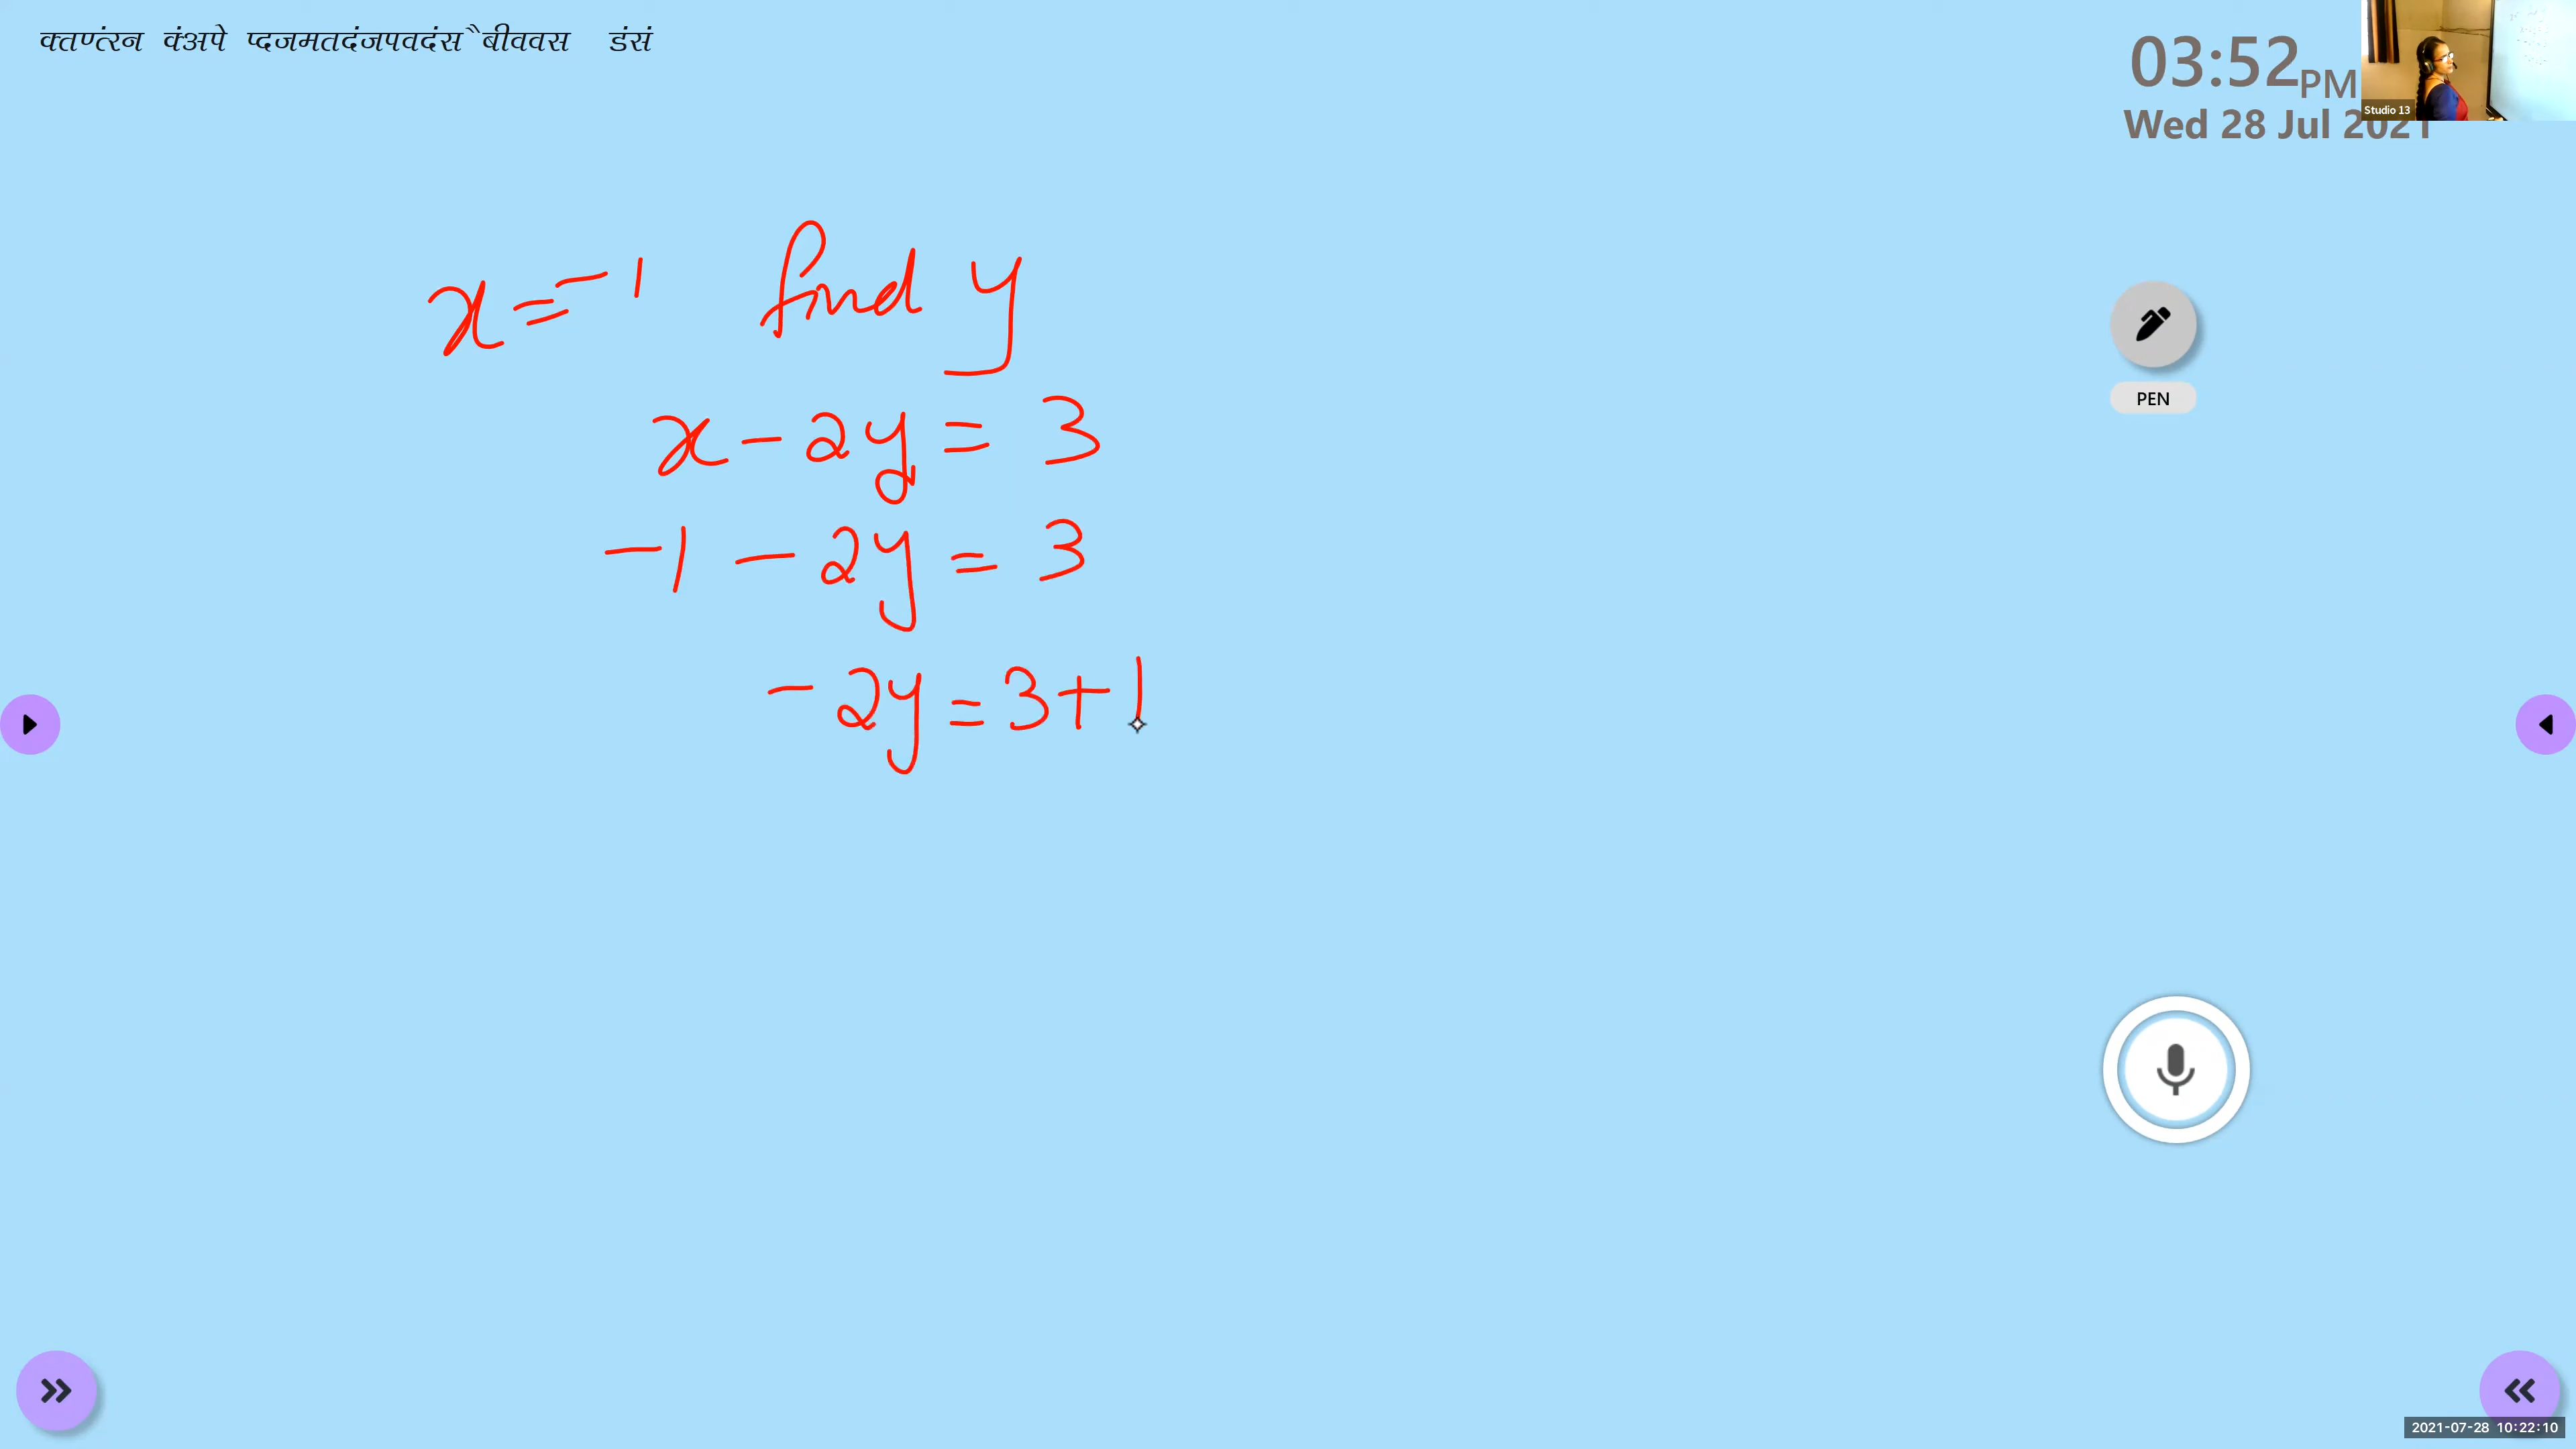 क्तण्ंरन कंअपे प्दजमतदंजपवदंस ैबीववस डंसं
03:52PM
Wed 28 Jul 2021
Studio 13
x = -1 find y
x - 2y = 3
-1 - 2y = 3
-2y = 3+1
PEN
2021-07-28 10:22:10